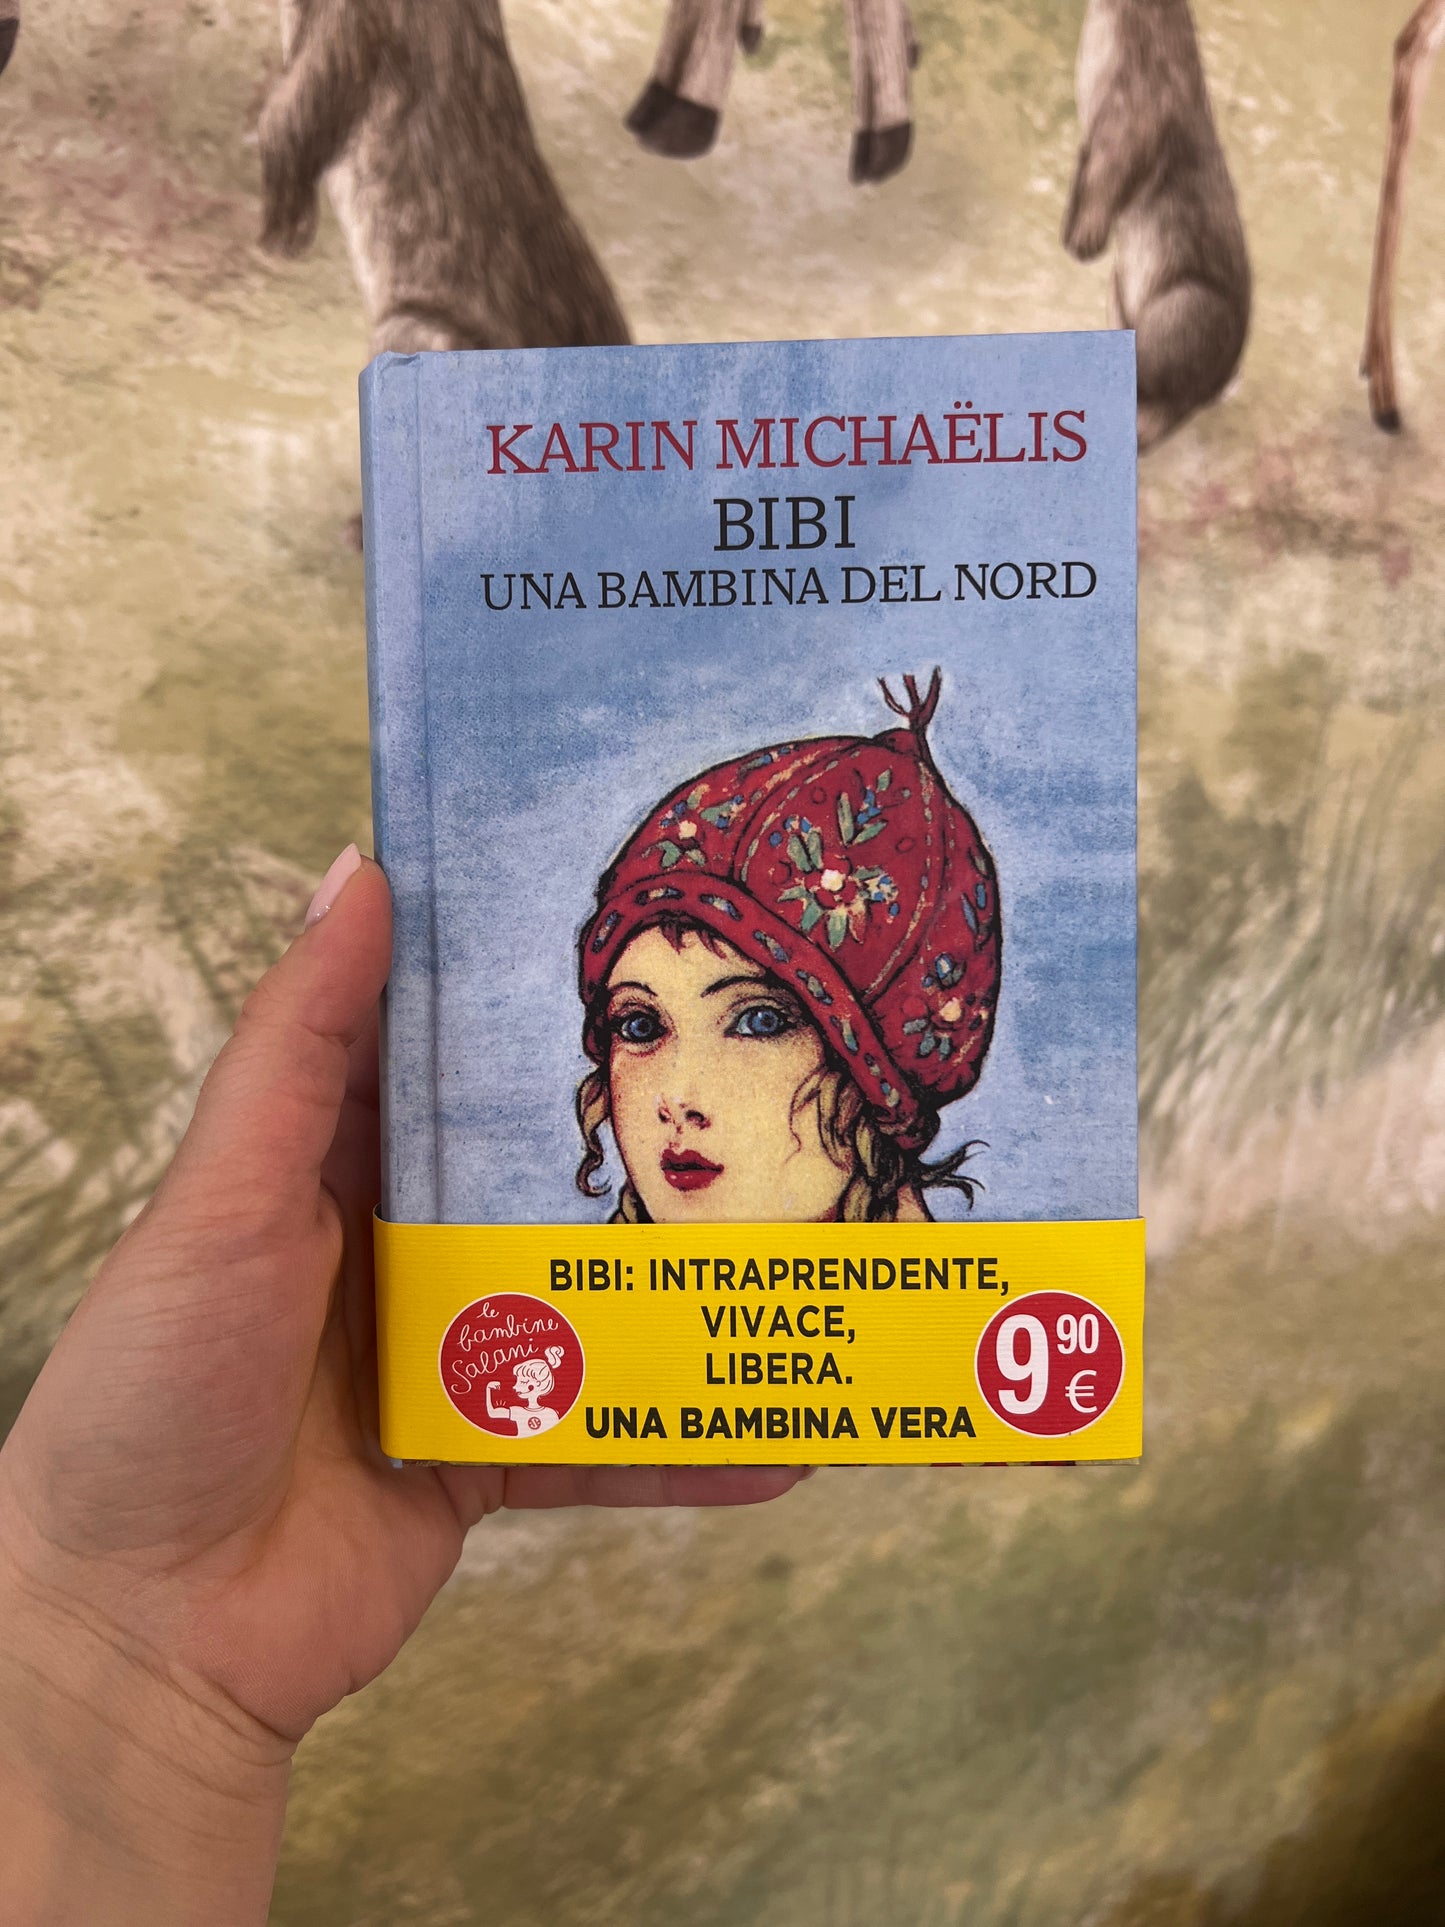 KARIN MICHAËLIS
BIBI
UNA BAMBINA DEL NORD
BIBI: INTRAPRENDENTE,
VIVACE,
LIBERA.
UNA BAMBINA VERA
le
bambine
Salani
9,90
€